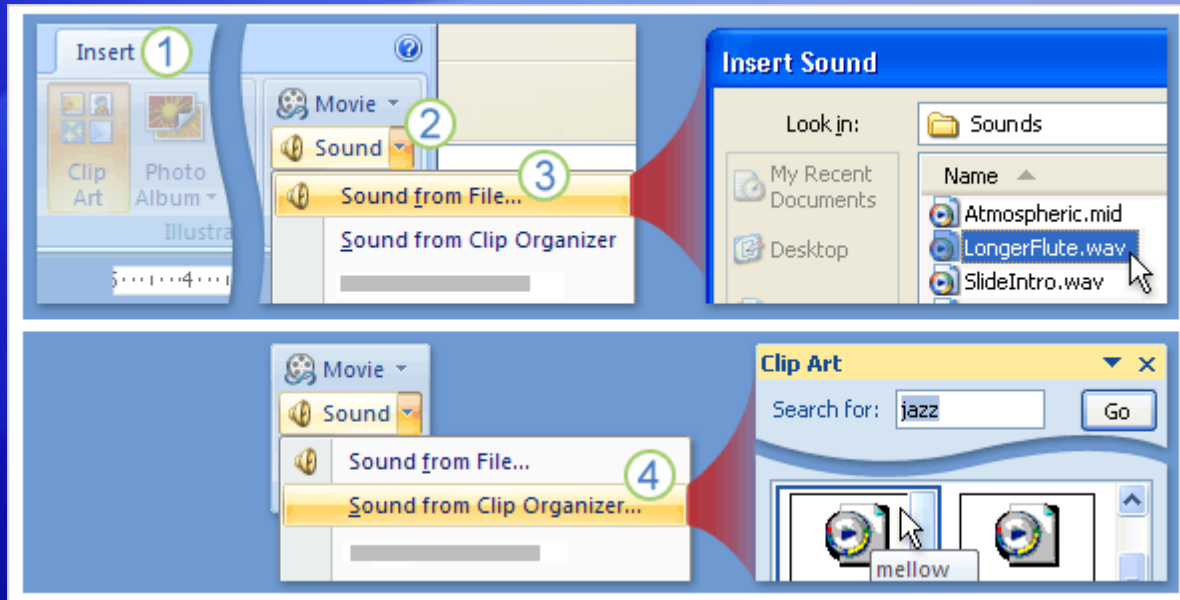 Insert 1
Clip Art
Photo Album
Illustra
5 4
Movie
Sound 2
Sound from File... 3
Sound from Clip Organizer
Insert Sound
Look in: Sounds
My Recent Documents
Desktop
Name
Atmospheric.mid
LongerFlute.wav
SlideIntro.wav
Movie
Sound
Sound from File...
Sound from Clip Organizer... 4
Clip Art
Search for: jazz Go
mellow